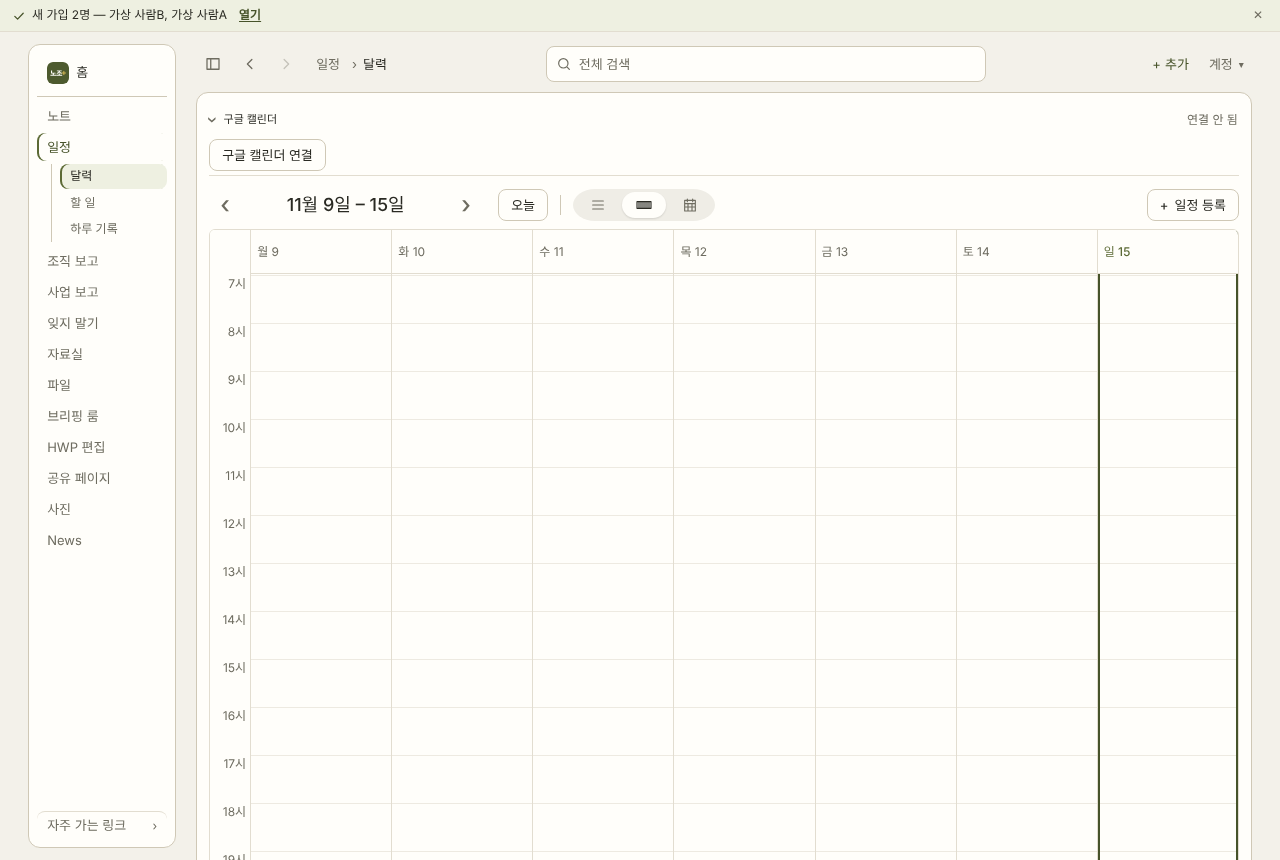 새 가입 2명 — 가상 사람B, 가상 사람A 열기
노조+ 홈
노트
일정
달력
할 일
하루 기록
조직 보고
사업 보고
잊지 말기
자료실
파일
브리핑 룸
HWP 편집
공유 페이지
사진
News
자주 가는 링크 ›
일정 › 달력
전체 검색
+ 추가
계정 ▾
구글 캘린더
연결 안 됨
구글 캘린더 연결
11월 9일 – 15일
오늘
+ 일정 등록
월 9 화 10 수 11 목 12 금 13 토 14 일 15
7시
8시
9시
10시
11시
12시
13시
14시
15시
16시
17시
18시
19시